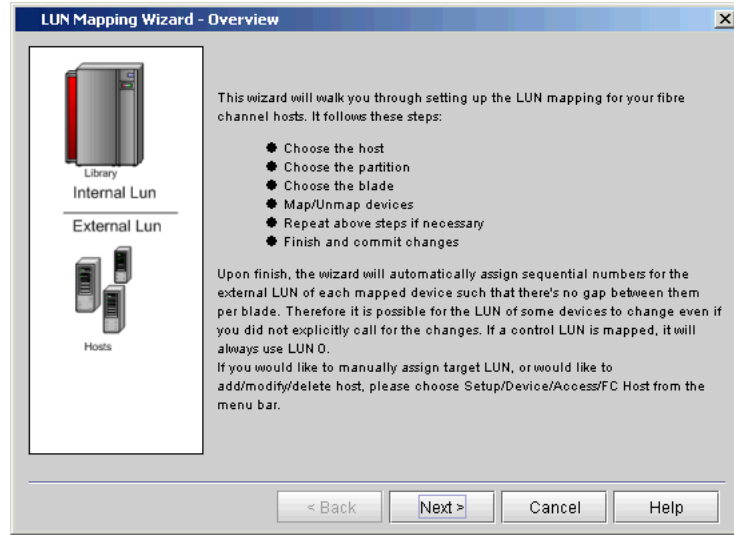 LUN Mapping Wizard - Overview
Library
Internal Lun
External Lun
Hosts
This wizard will walk you through setting up the LUN mapping for your fibre
channel hosts. It follows these steps:
Choose the host
Choose the partition
Choose the blade
Map/Unmap devices
Repeat above steps if necessary
Finish and commit changes
Upon finish, the wizard will automatically assign sequential numbers for the
external LUN of each mapped device such that there's no gap between them
per blade. Therefore it is possible for the LUN of some devices to change even if
you did not explicitly call for the changes. If a control LUN is mapped, it will
always use LUN 0.
If you would like to manually assign target LUN, or would like to
add/modify/delete host, please choose Setup/Device/Access/FC Host from the
menu bar.
< Back
Next >
Cancel
Help